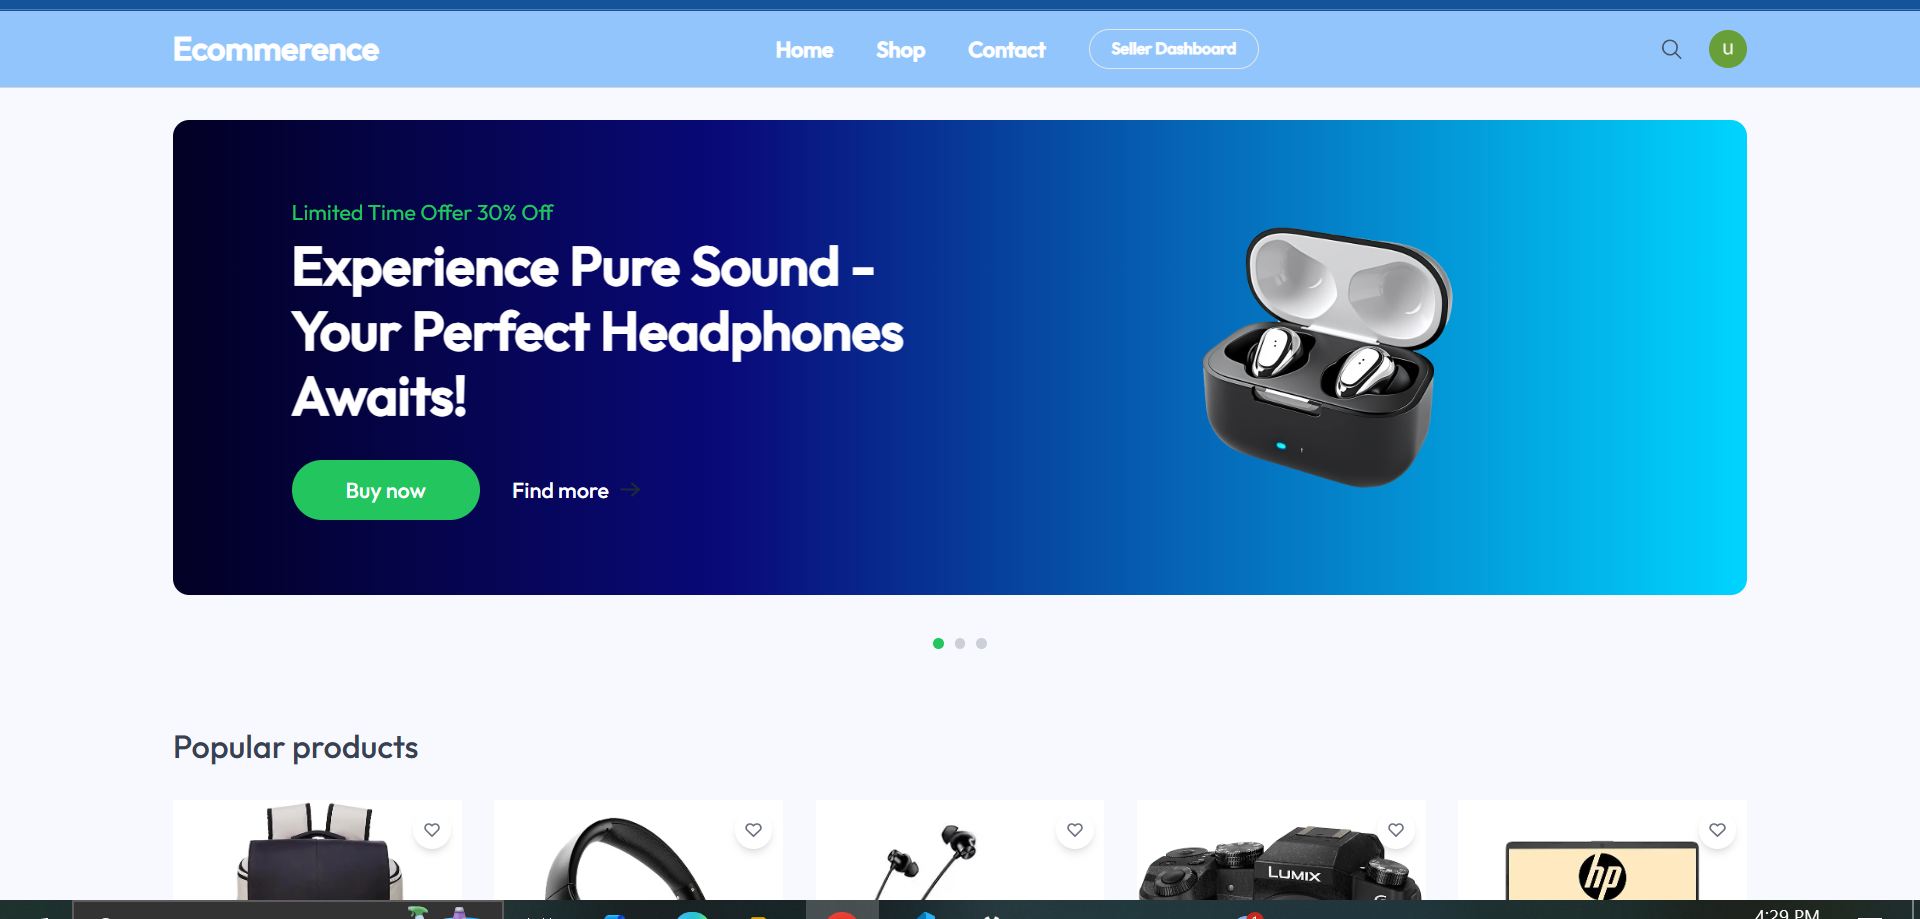 Ecommerence
Home
Shop
Contact
Seller Dashboard
U
Limited Time Offer 30% Off
Experience Pure Sound -
Your Perfect Headphones
Awaits!
Buy now
Find more
Popular products
LUMIX
hp
4:29 PM